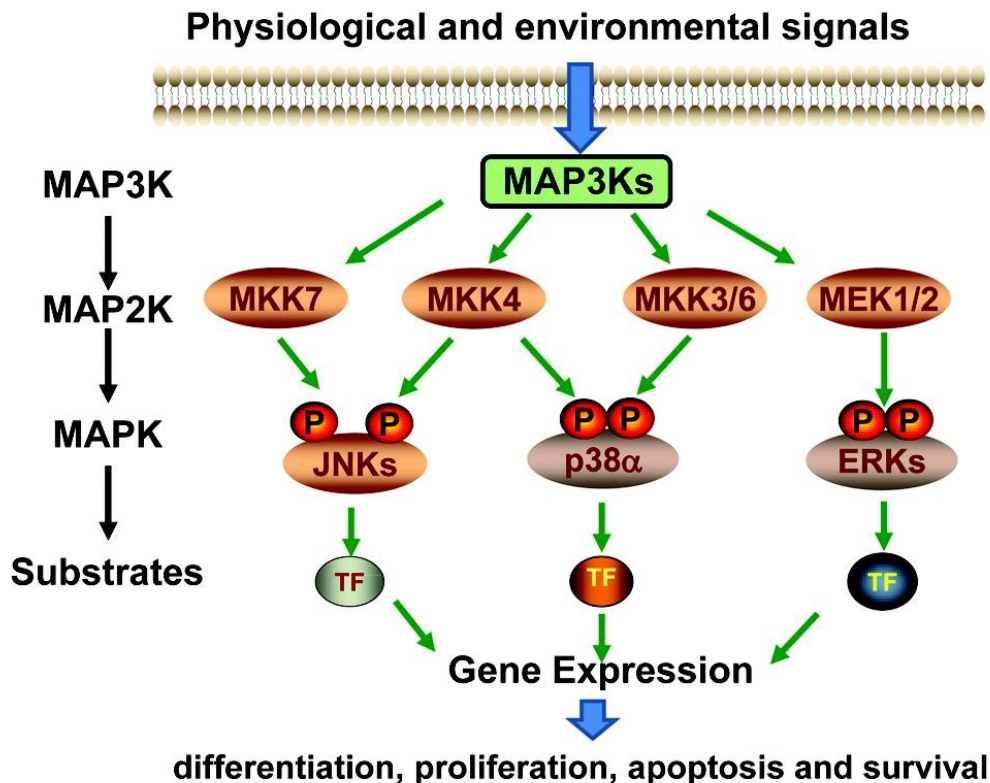 Physiological and environmental signals
MAP3K
MAP3Ks
MAP2K
MKK7
MKK4
MKK3/6
MEK1/2
MAPK
P
P
P
P
P
P
JNKs
p38α
ERKs
Substrates
TF
TF
TF
Gene Expression
differentiation, proliferation, apoptosis and survival